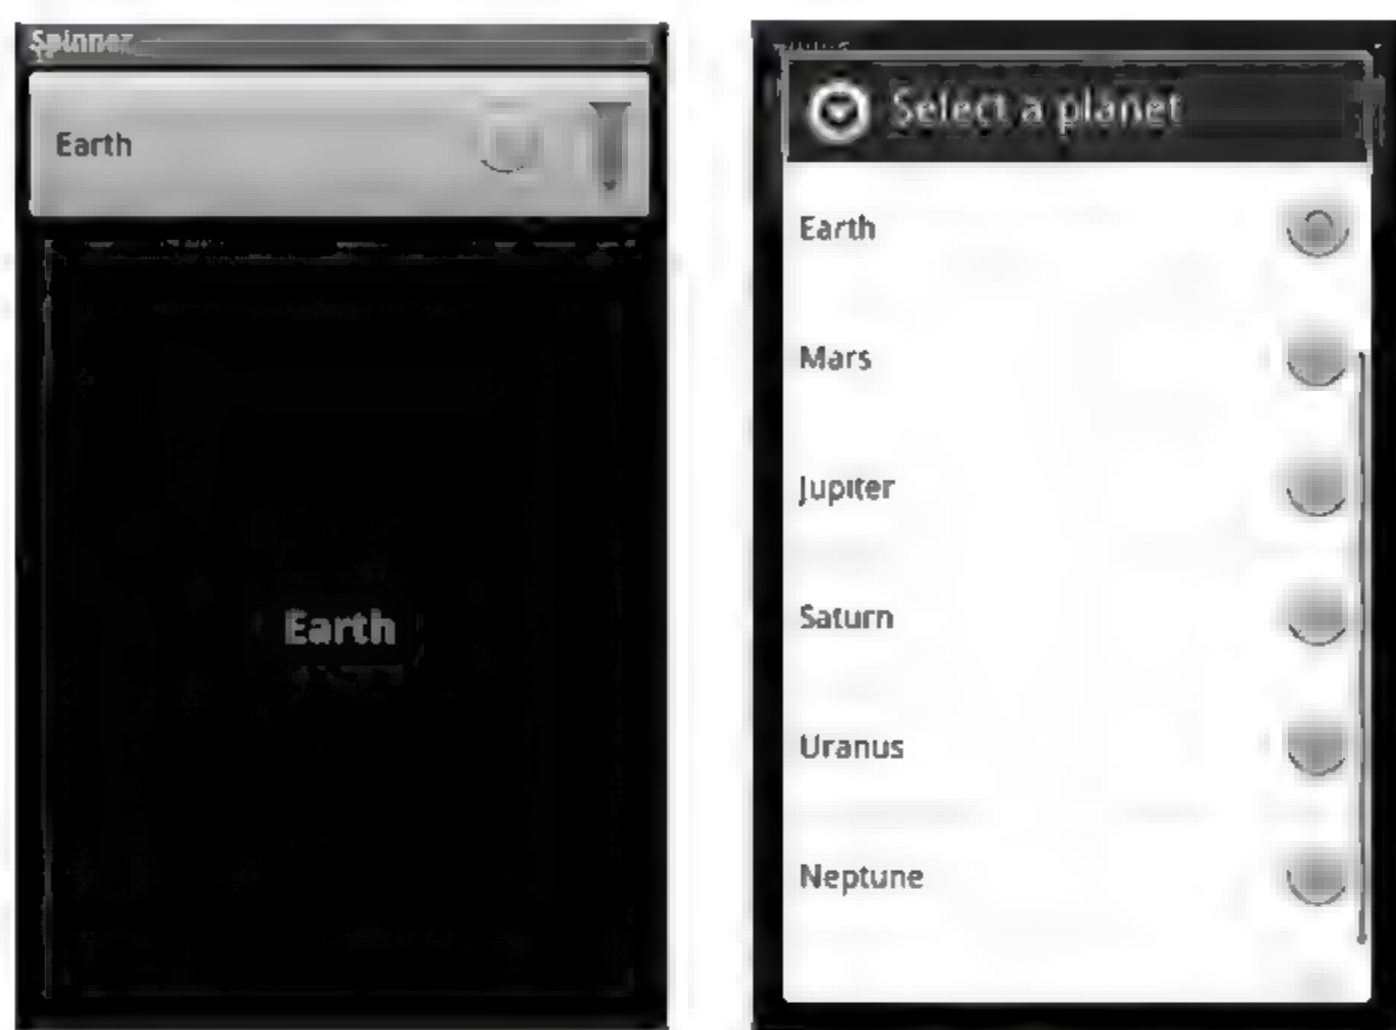 Spinner
Earth
Earth
Select a planet
Earth
Mars
Jupiter
Saturn
Uranus
Neptune